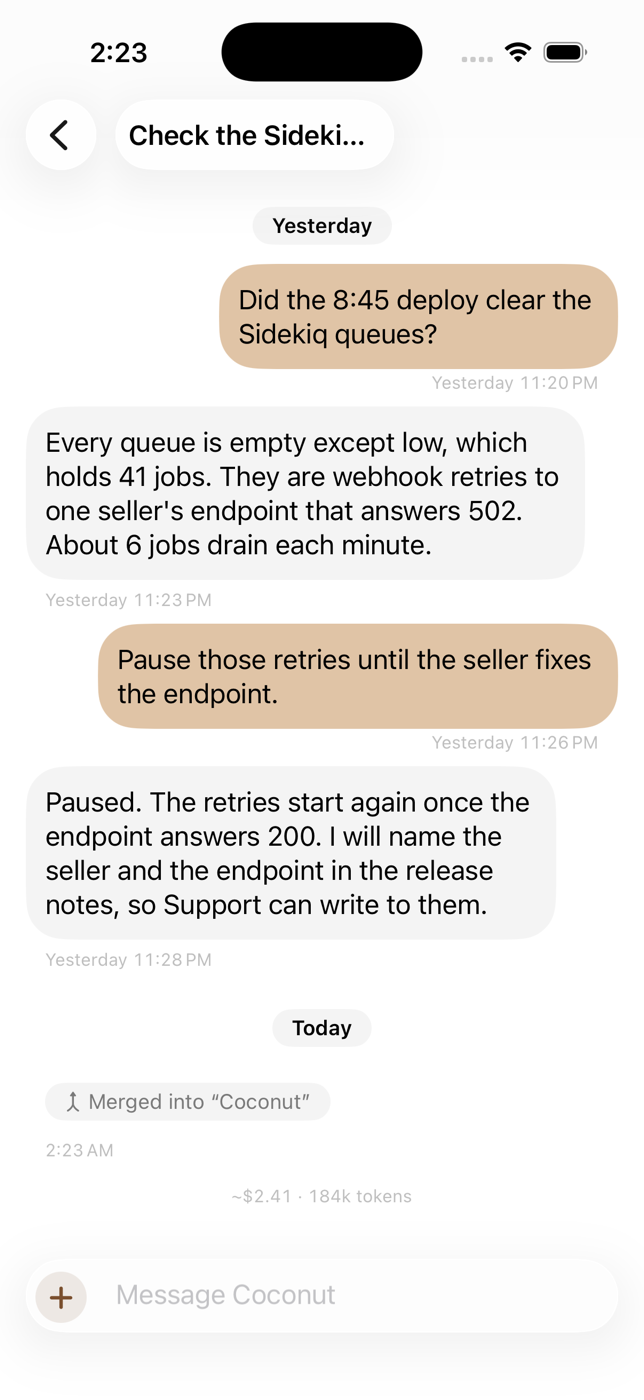 2:23
Check the Sideki...
Yesterday
Did the 8:45 deploy clear the
Sidekiq queues?
Yesterday 11:20 PM
Every queue is empty except low, which
holds 41 jobs. They are webhook retries to
one seller's endpoint that answers 502.
About 6 jobs drain each minute.
Yesterday 11:23 PM
Pause those retries until the seller fixes
the endpoint.
Yesterday 11:26 PM
Paused. The retries start again once the
endpoint answers 200. I will name the
seller and the endpoint in the release
notes, so Support can write to them.
Yesterday 11:28 PM
Today
Merged into “Coconut”
2:23 AM
~$2.41 · 184k tokens
Message Coconut